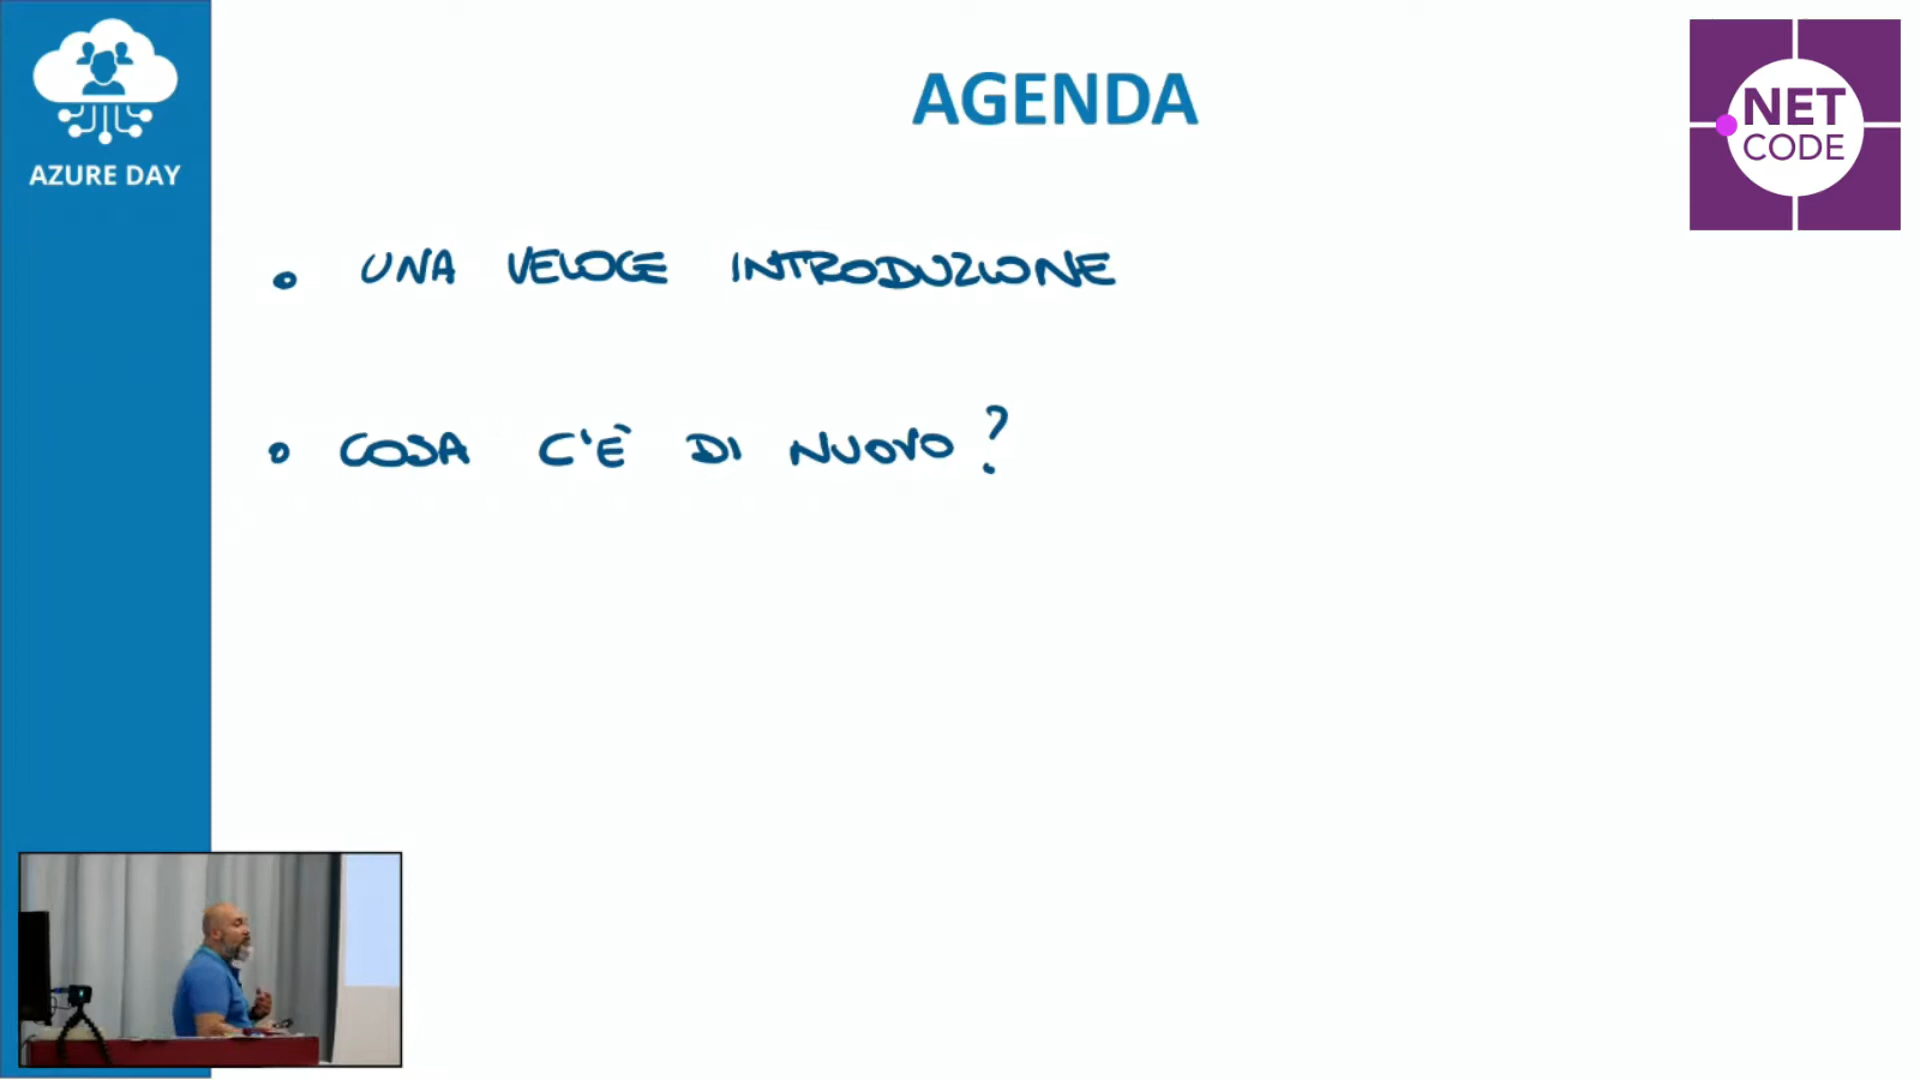 AZURE DAY
AGENDA
NET
CODE
• UNA VELOCE INTRODUZIONE
• COSA C'È DI NUOVO?